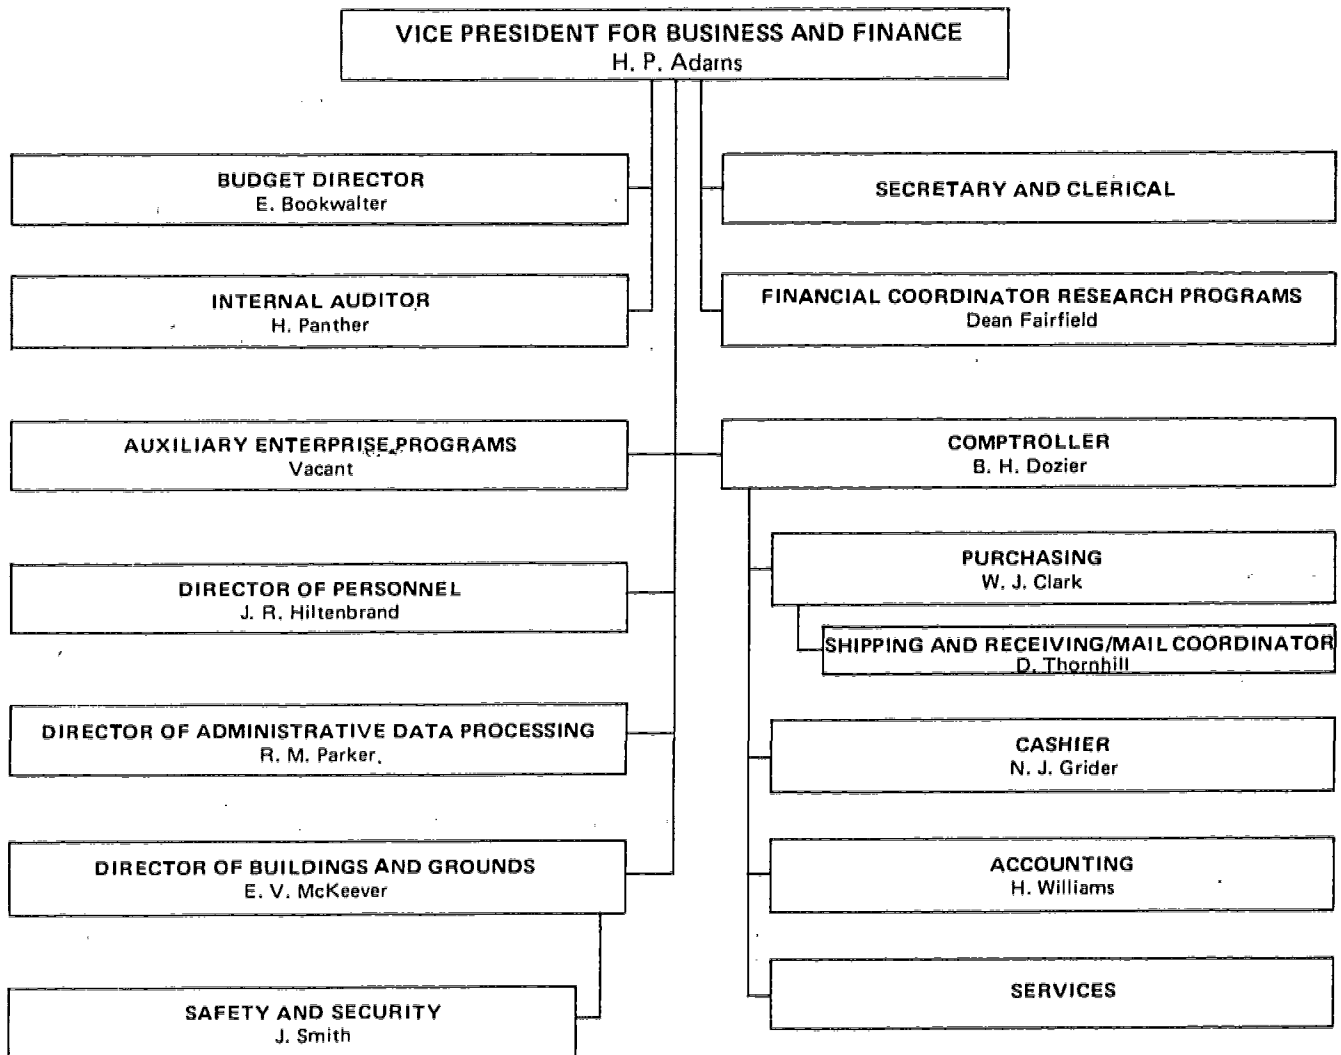 VICE PRESIDENT FOR BUSINESS AND FINANCE
H. P. Adams
BUDGET DIRECTOR
E. Bookwalter
SECRETARY AND CLERICAL
INTERNAL AUDITOR
H. Panther
FINANCIAL COORDINATOR RESEARCH PROGRAMS
Dean Fairfield
AUXILIARY ENTERPRISE PROGRAMS
Vacant
COMPTROLLER
B. H. Dozier
DIRECTOR OF PERSONNEL
J. R. Hiltenbrand
PURCHASING
W. J. Clark
SHIPPING AND RECEIVING/MAIL COORDINATOR
D. Thornhill
DIRECTOR OF ADMINISTRATIVE DATA PROCESSING
R. M. Parker
CASHIER
N. J. Grider
DIRECTOR OF BUILDINGS AND GROUNDS
E. V. McKeever
ACCOUNTING
H. Williams
SAFETY AND SECURITY
J. Smith
SERVICES